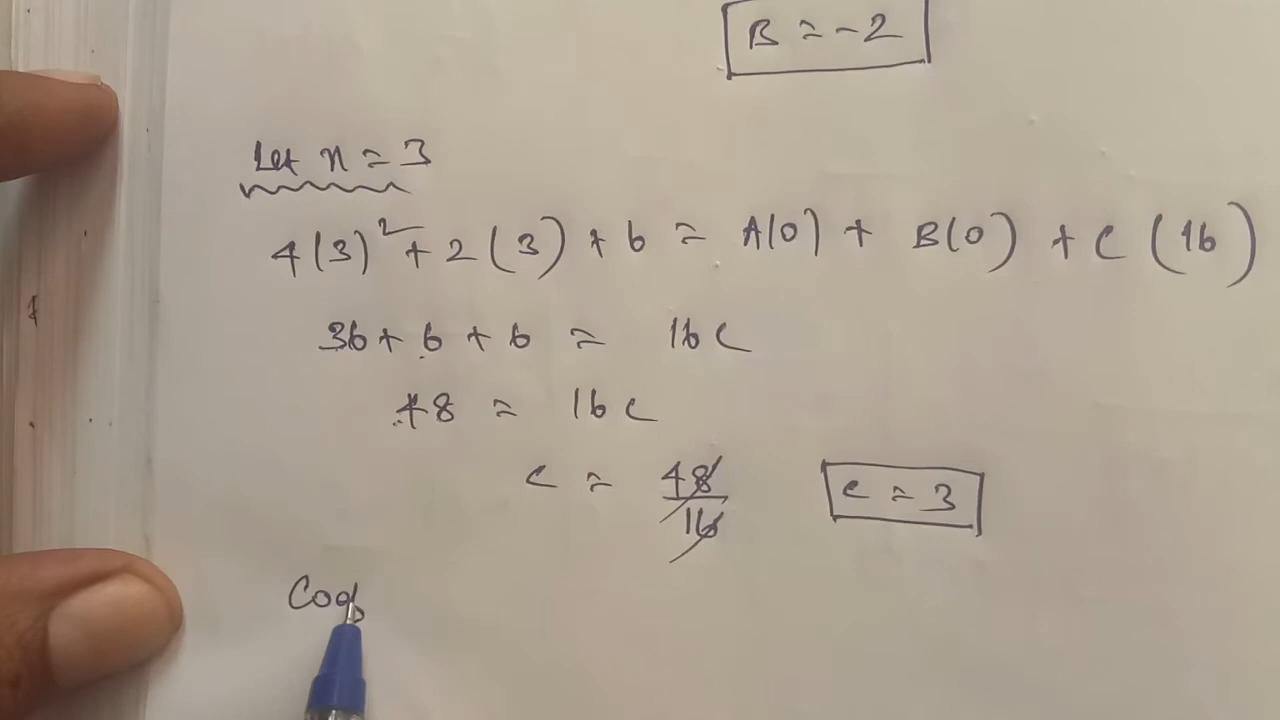 B = -2
Let x = 3
4(3)² + 2(3) + 6 = A(0) + B(0) + C(16)
36 + 6 + 6 = 16C
48 = 16C
C = 48/16 C = 3
Coef